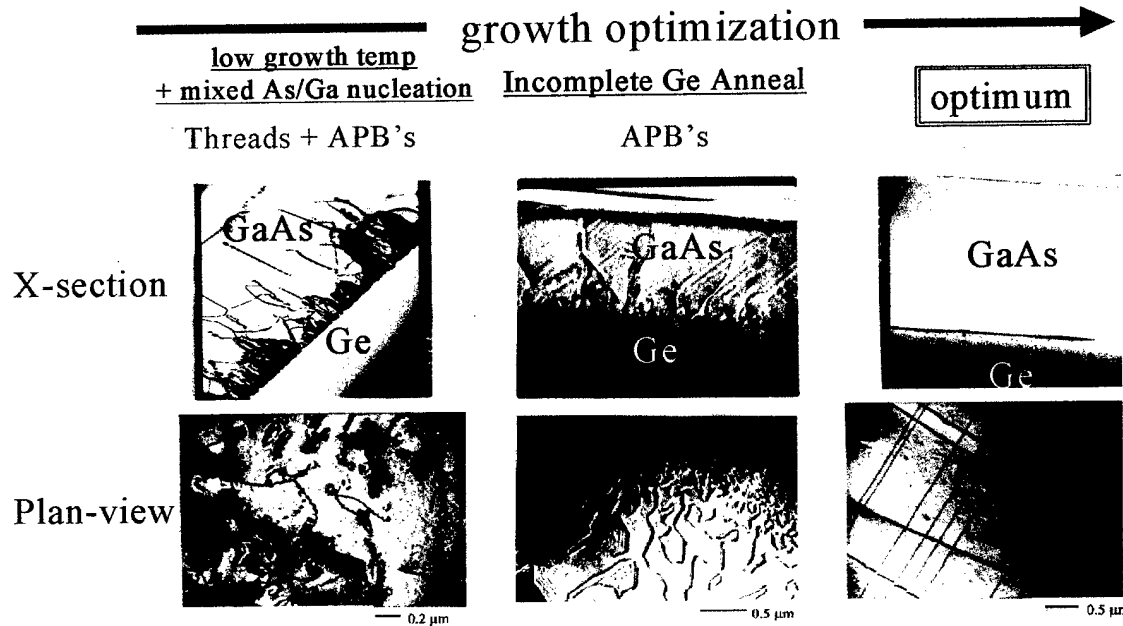 growth optimization
low growth temp
+ mixed As/Ga nucleation
Threads + APB's
Incomplete Ge Anneal
APB's
optimum
X-section
GaAs
Ge
GaAs
Ge
GaAs
Ge
Plan-view
0.2 μm
0.5 μm
0.5 μm